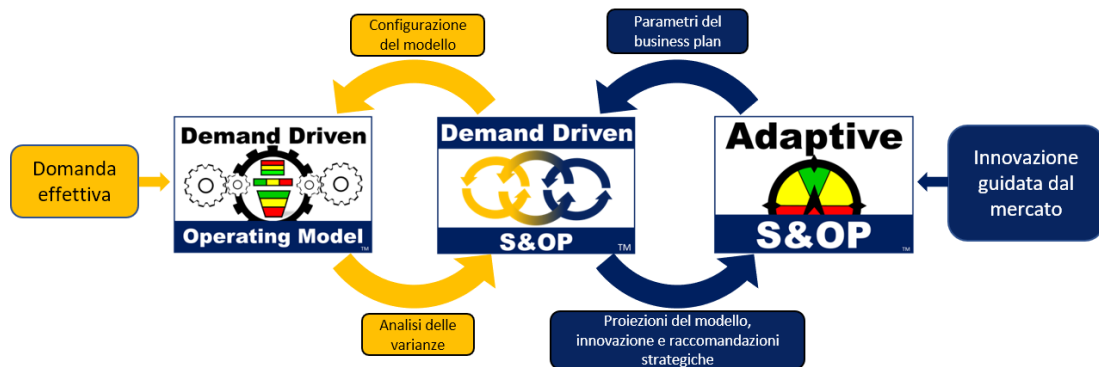 Configurazione
del modello
Parametri del
business plan
Domanda
effettiva
Demand Driven
Operating Model
TM
Demand Driven
S&OP
TM
Adaptive
S&OP
TM
Innovazione
guidata dal
mercato
Analisi delle
varianze
Proiezioni del modello,
innovazione e raccomandazioni
strategiche